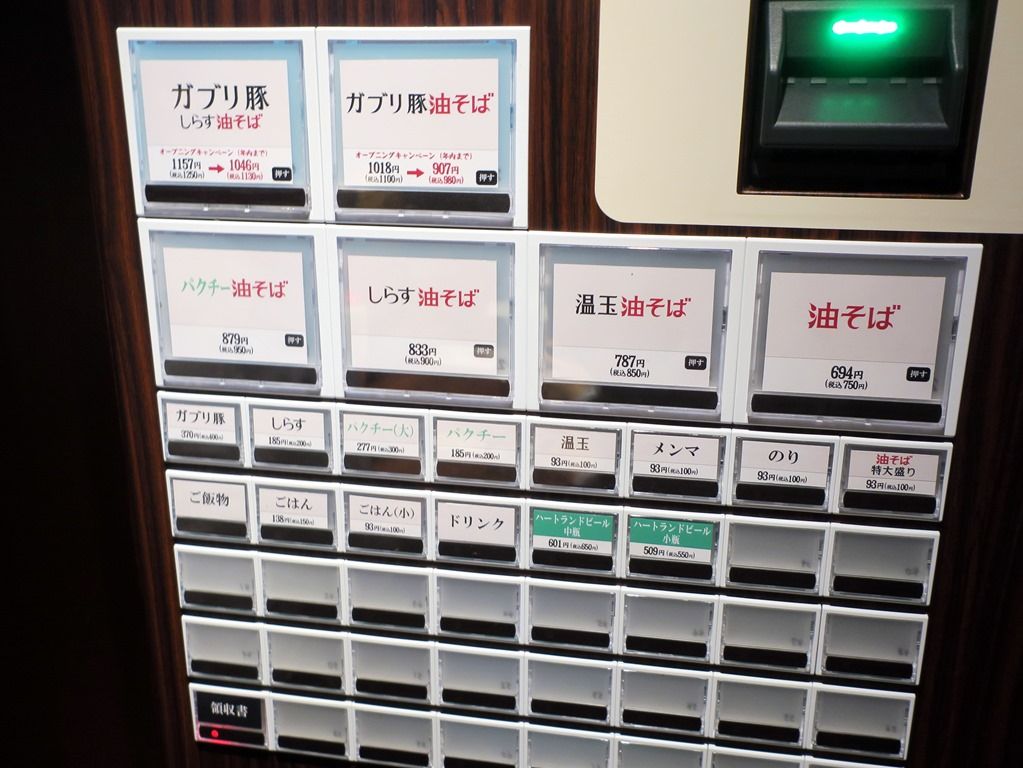 ガブリ豚
しらす油そば
オープニングキャンペーン(年内まで)
1157円 → 1046円
(税込1250円) (税込1130円)
押す
ガブリ豚油そば
オープニングキャンペーン(年内まで)
1018円 → 907円
(税込1100円) (税込980円)
押す
パクチー油そば
879円
(税込950円)
押す
しらす油そば
833円
(税込900円)
押す
温玉油そば
787円
(税込850円)
押す
油そば
694円
(税込750円)
押す
ガブリ豚
370円(税込400円)
しらす
185円(税込200円)
パクチー(大)
277円(税込300円)
パクチー
185円(税込200円)
温玉
93円(税込100円)
メンマ
93円(税込100円)
のり
93円(税込100円)
油そば
特大盛り
93円(税込100円)
ご飯物
ごはん
138円(税込150円)
ごはん(小)
93円(税込100円)
ドリンク
ハートランドビール
中瓶
601円(税込650円)
ハートランドビール
小瓶
509円(税込550円)
領収書